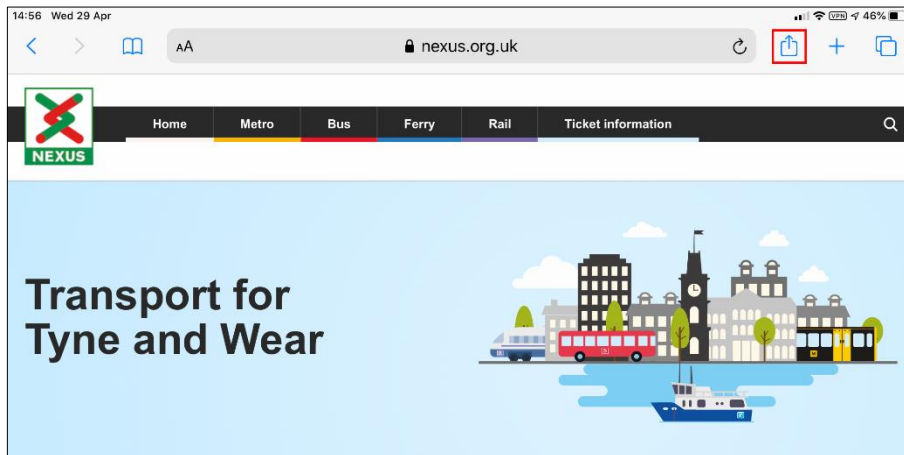 14:56 Wed 29 Apr VPN 46%
AA nexus.org.uk
Home Metro Bus Ferry Rail Ticket information
NEXUS
Transport for
Tyne and Wear
M